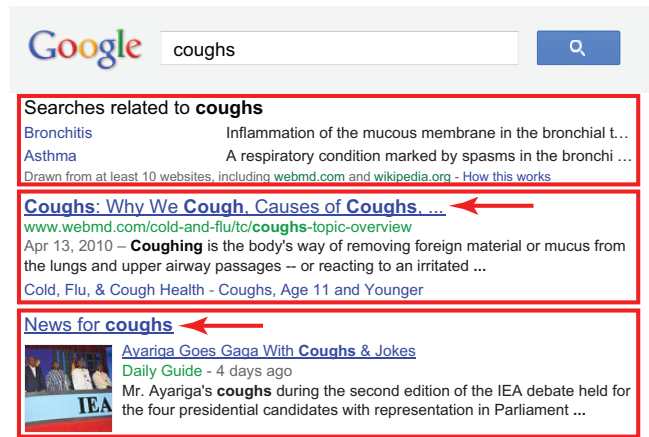 Google coughs
Searches related to coughs
Bronchitis Inflammation of the mucous membrane in the bronchial t...
Asthma A respiratory condition marked by spasms in the bronchi ...
Drawn from at least 10 websites, including webmd.com and wikipedia.org - How this works
Coughs: Why We Cough, Causes of Coughs, ...
www.webmd.com/cold-and-flu/tc/coughs-topic-overview
Apr 13, 2010 – Coughing is the body's way of removing foreign material or mucus from
the lungs and upper airway passages -- or reacting to an irritated ...
Cold, Flu, & Cough Health - Coughs, Age 11 and Younger
News for coughs
Ayariga Goes Gaga With Coughs & Jokes
Daily Guide - 4 days ago
Mr. Ayariga's coughs during the second edition of the IEA debate held for
the four presidential candidates with representation in Parliament ...
IEA